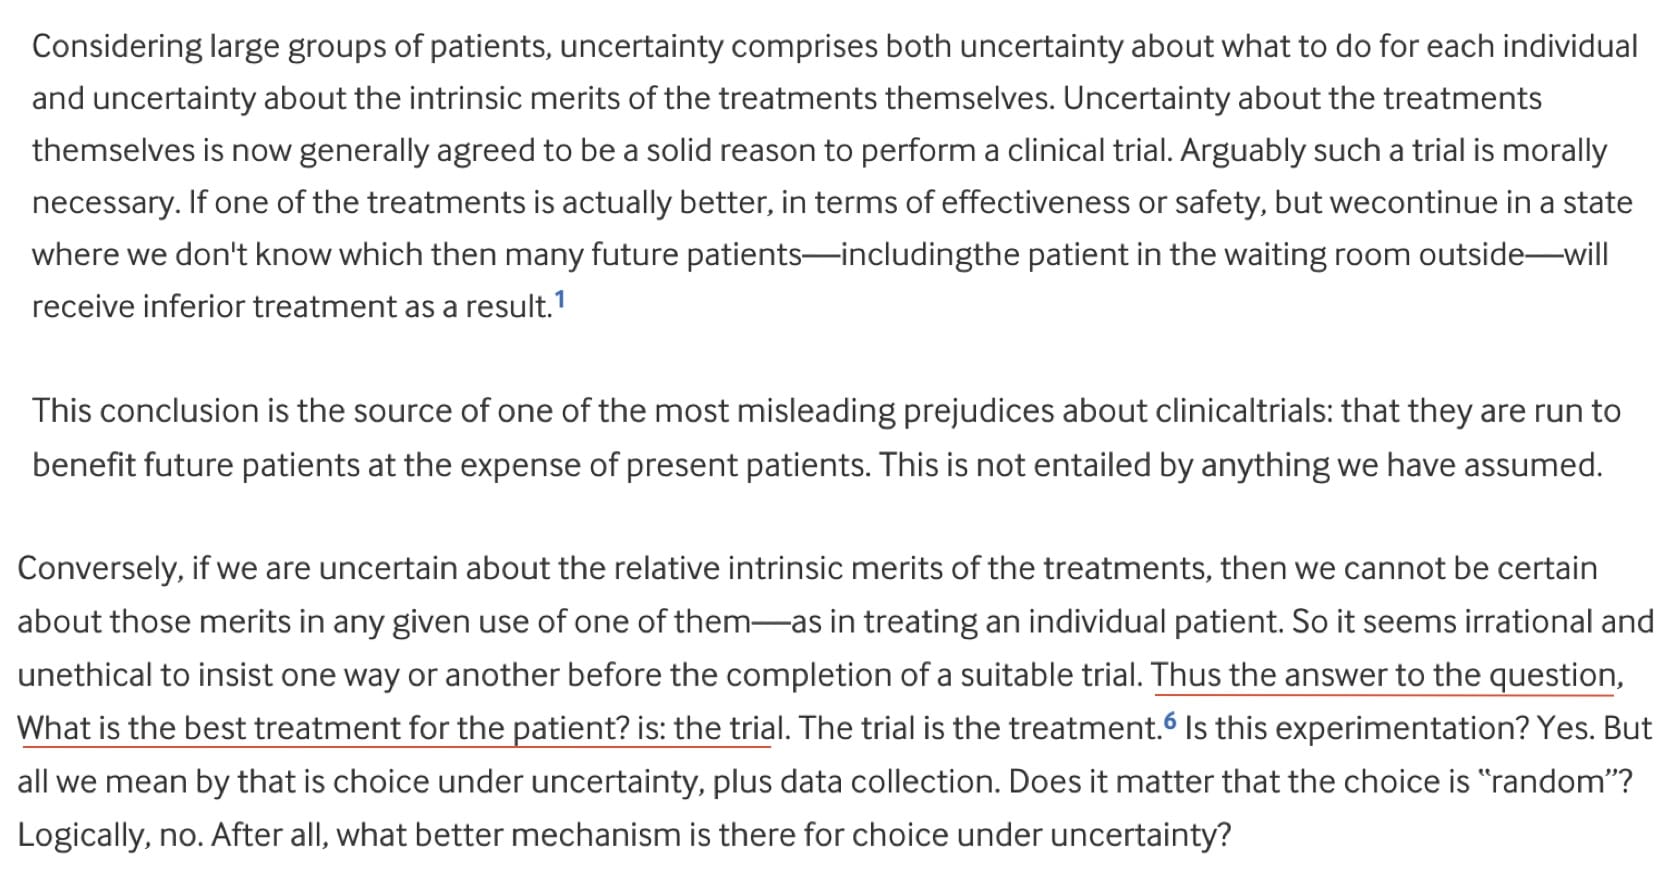 Considering large groups of patients, uncertainty comprises both uncertainty about what to do for each individual
and uncertainty about the intrinsic merits of the treatments themselves. Uncertainty about the treatments
themselves is now generally agreed to be a solid reason to perform a clinical trial. Arguably such a trial is morally
necessary. If one of the treatments is actually better, in terms of effectiveness or safety, but wecontinue in a state
where we don't know which then many future patients—includingthe patient in the waiting room outside—will
receive inferior treatment as a result.1
This conclusion is the source of one of the most misleading prejudices about clinicaltrials: that they are run to
benefit future patients at the expense of present patients. This is not entailed by anything we have assumed.
Conversely, if we are uncertain about the relative intrinsic merits of the treatments, then we cannot be certain
about those merits in any given use of one of them—as in treating an individual patient. So it seems irrational and
unethical to insist one way or another before the completion of a suitable trial. Thus the answer to the question,
What is the best treatment for the patient? is: the trial. The trial is the treatment.6 Is this experimentation? Yes. But
all we mean by that is choice under uncertainty, plus data collection. Does it matter that the choice is “random”?
Logically, no. After all, what better mechanism is there for choice under uncertainty?